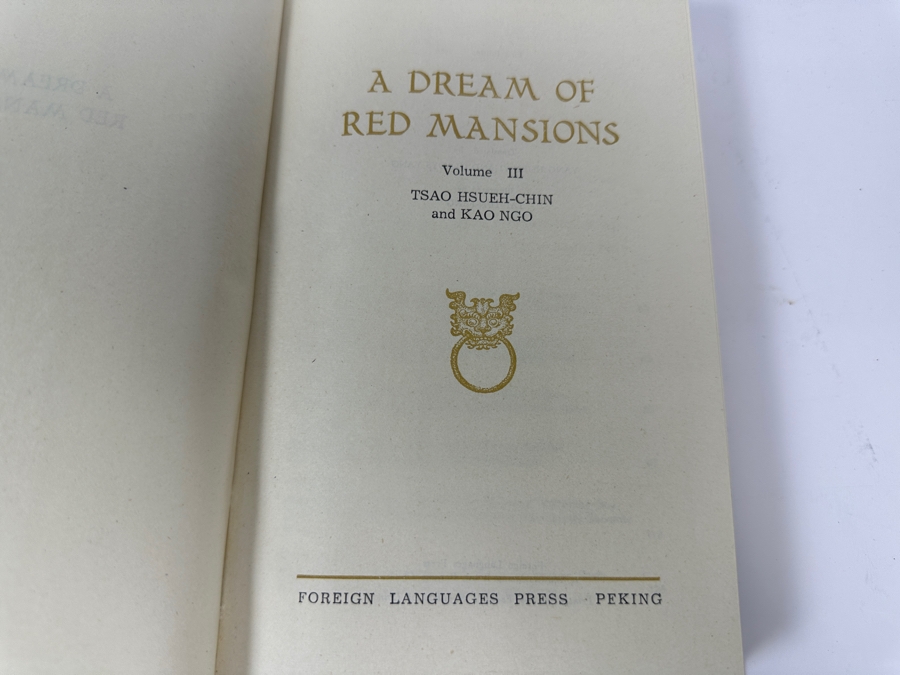 A DREAM OF
RED MANSIONS
Volume III
TSAO HSUEH-CHIN
and KAO NGO
FOREIGN LANGUAGES PRESS PEKING